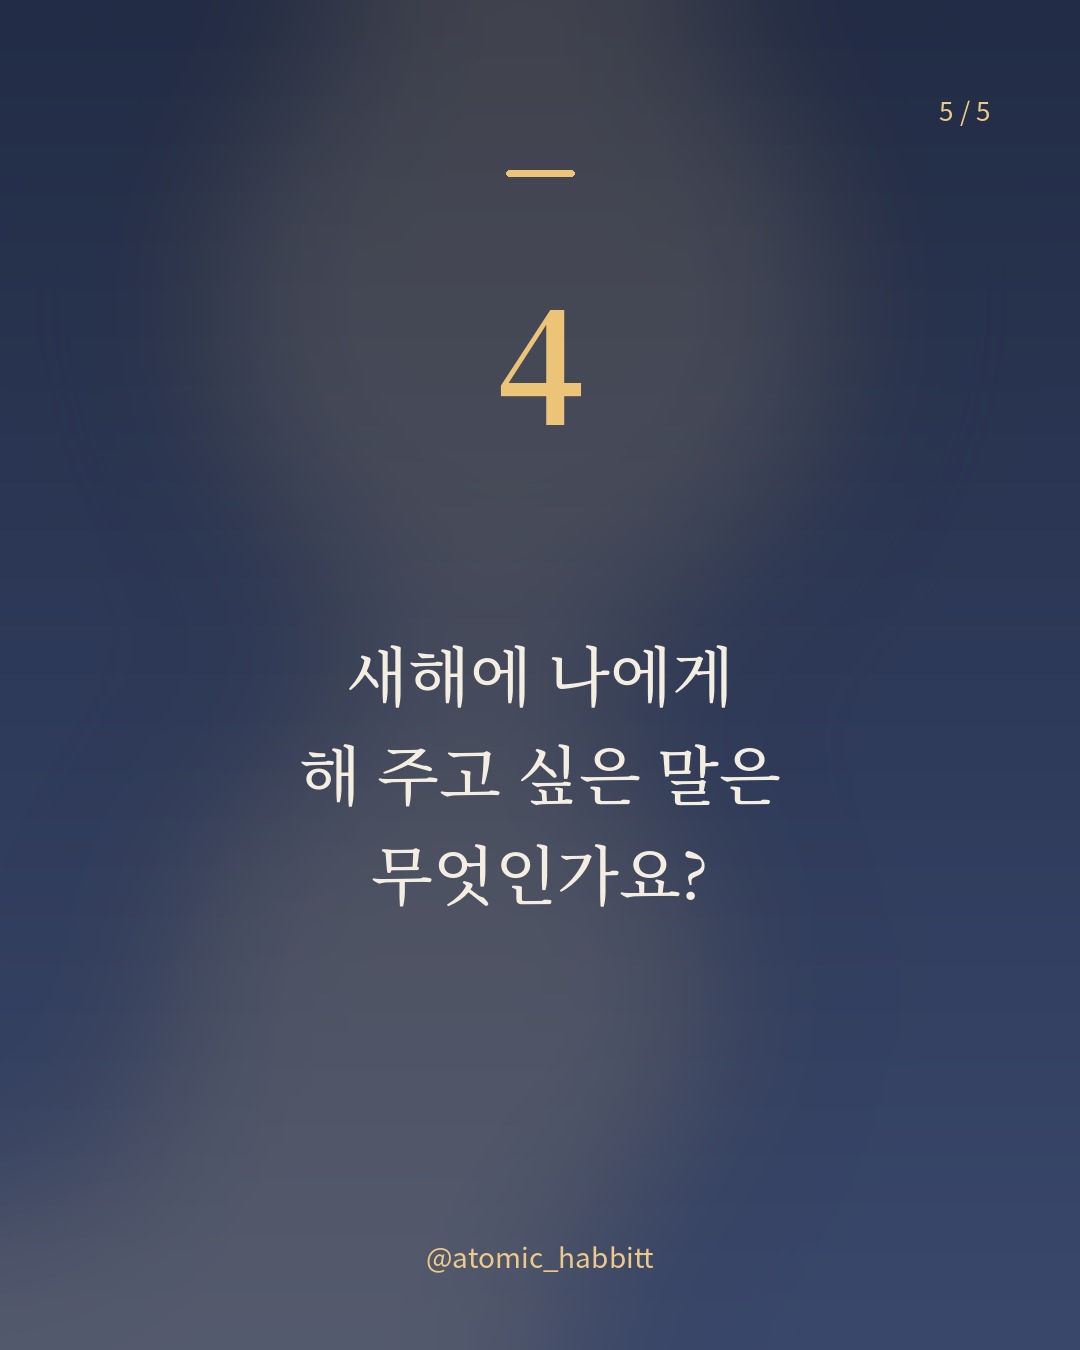 5 / 5
4
새해에 나에게
해 주고 싶은 말은
무엇인가요?
@atomic_habbitt